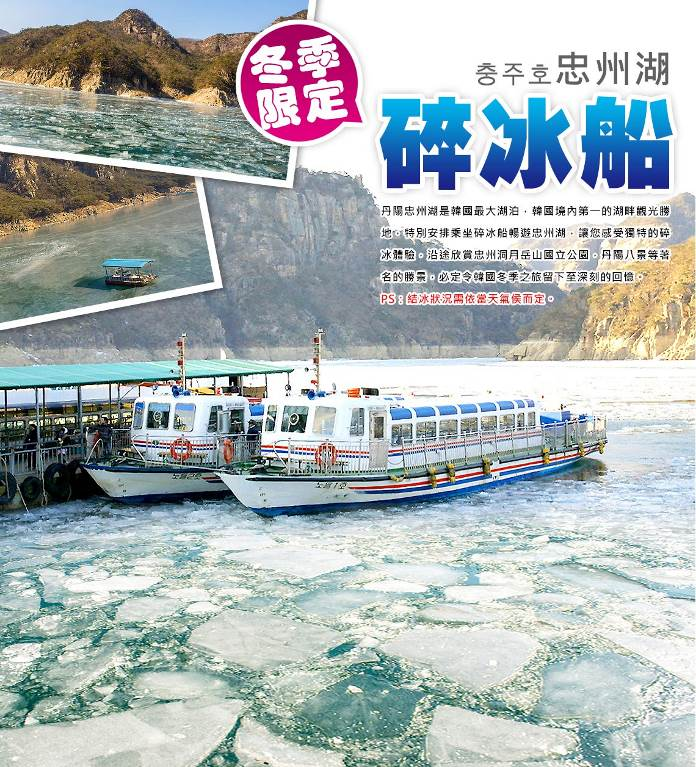 冬季
限定
충주호忠州湖
碎冰船
丹陽忠州湖是韓國最大湖泊，韓國境內第一的湖畔觀光勝
地。特別安排乘坐碎冰船暢遊忠州湖，讓您感受獨特的碎
冰體驗。沿途欣賞忠州洞月岳山國立公園。丹陽八景等著
名的勝景，必定令韓國冬季之旅留下至深刻的回憶。
PS：結冰狀況需依當天氣侯而定。
노들1호